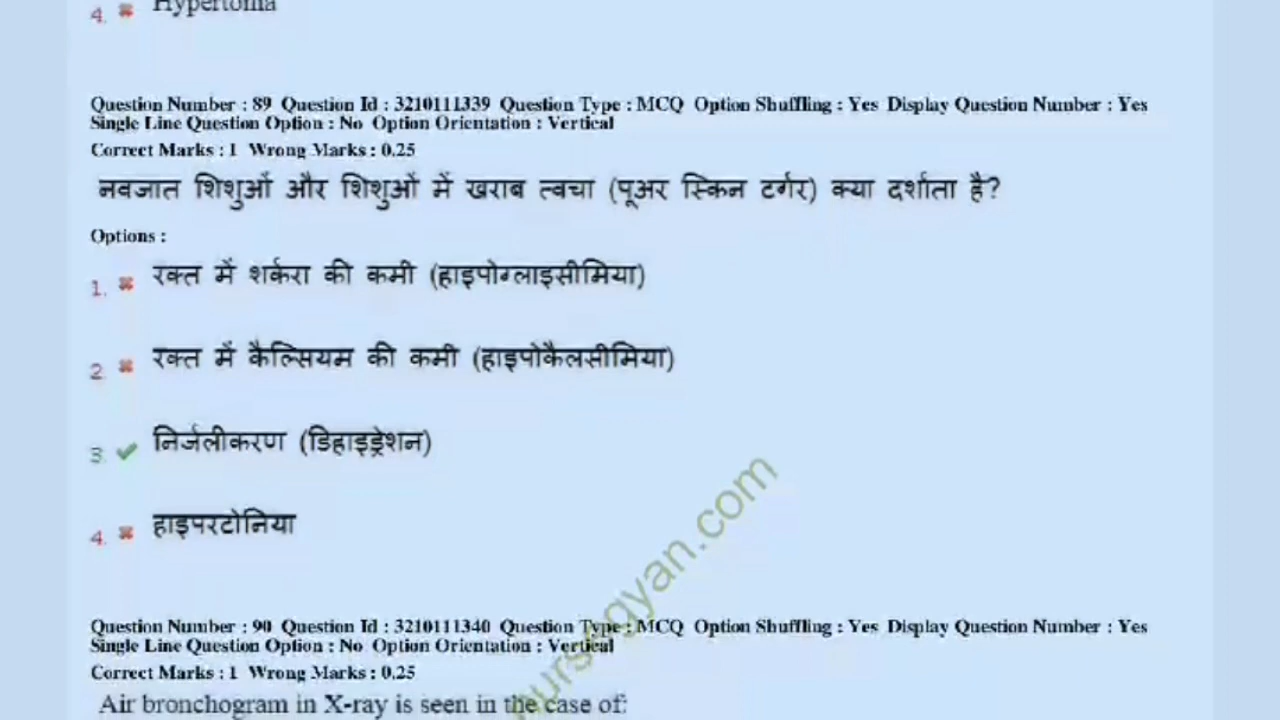 4. Hypertonia
Question Number : 89 Question Id : 3210111339 Question Type : MCQ Option Shuffling : Yes Display Question Number : Yes
Single Line Question Option : No Option Orientation : Vertical
Correct Marks : 1 Wrong Marks : 0.25
नवजात शिशुओं और शिशुओं में खराब त्वचा (पूअर स्किन टर्गर) क्या दर्शाता है?
Options :
1. रक्त में शर्करा की कमी (हाइपोग्लाइसीमिया)
2. रक्त में कैल्सियम की कमी (हाइपोकैलसीमिया)
3. निर्जलीकरण (डिहाइड्रेशन)
4. हाइपरटोनिया
Question Number : 90 Question Id : 3210111340 Question Type : MCQ Option Shuffling : Yes Display Question Number : Yes
Single Line Question Option : No Option Orientation : Vertical
Correct Marks : 1 Wrong Marks : 0.25
Air bronchogram in X-ray is seen in the case of: